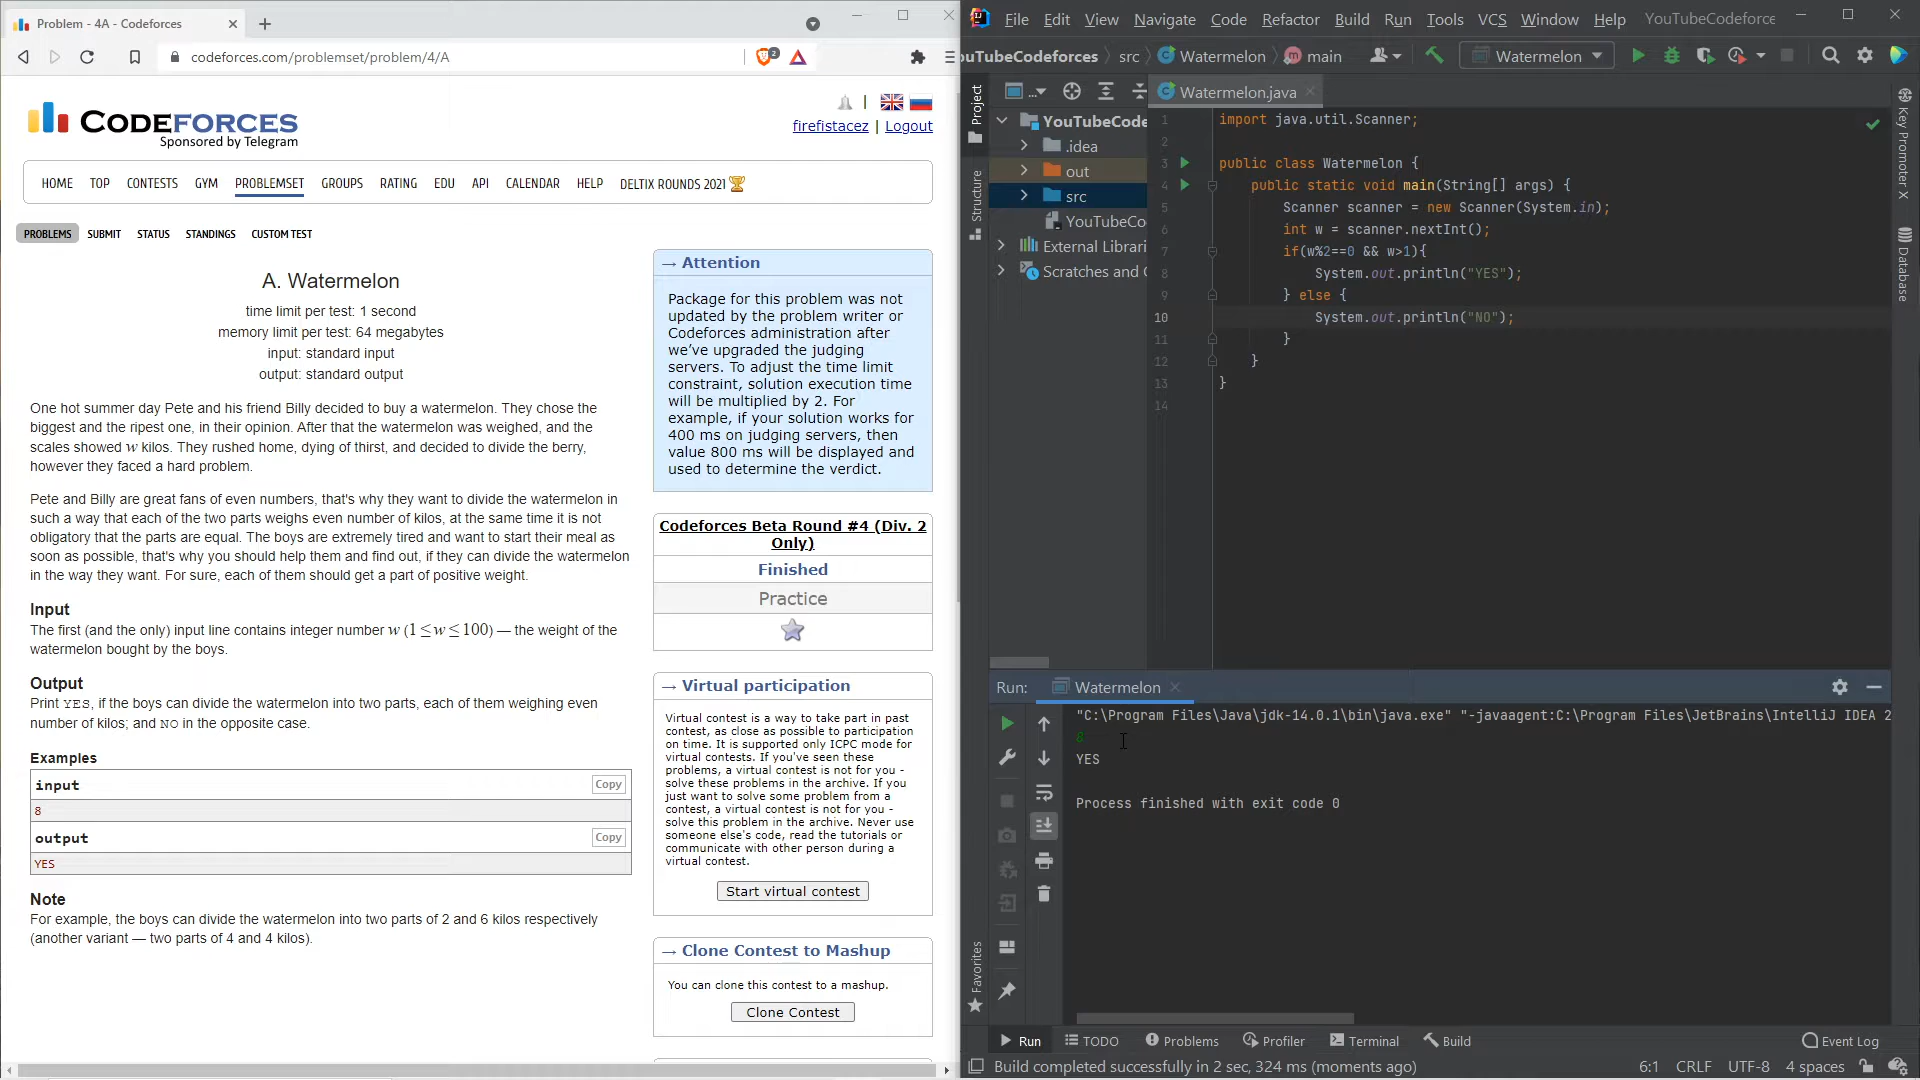 Problem - 4A - Codeforces
codeforces.com/problemset/problem/4/A
2
CODEFORCES
Sponsored by Telegram
firefistacez | Logout
HOME TOP CONTESTS GYM PROBLEMSET GROUPS RATING EDU API CALENDAR HELP DELTIX ROUNDS 2021
PROBLEMS SUBMIT STATUS STANDINGS CUSTOM TEST
A. Watermelon
time limit per test: 1 second
memory limit per test: 64 megabytes
input: standard input
output: standard output
One hot summer day Pete and his friend Billy decided to buy a watermelon. They chose the
biggest and the ripest one, in their opinion. After that the watermelon was weighed, and the
scales showed w kilos. They rushed home, dying of thirst, and decided to divide the berry,
however they faced a hard problem.
Pete and Billy are great fans of even numbers, that's why they want to divide the watermelon in
such a way that each of the two parts weighs even number of kilos, at the same time it is not
obligatory that the parts are equal. The boys are extremely tired and want to start their meal as
soon as possible, that's why you should help them and find out, if they can divide the watermelon
in the way they want. For sure, each of them should get a part of positive weight.
Input
The first (and the only) input line contains integer number w (1 ≤ w ≤ 100) — the weight of the
watermelon bought by the boys.
Output
Print YES, if the boys can divide the watermelon into two parts, each of them weighing even
number of kilos; and NO in the opposite case.
Examples
input Copy
8
output Copy
YES
Note
For example, the boys can divide the watermelon into two parts of 2 and 6 kilos respectively
(another variant — two parts of 4 and 4 kilos).
→ Attention
Package for this problem was not
updated by the problem writer or
Codeforces administration after
we've upgraded the judging
servers. To adjust the time limit
constraint, solution execution time
will be multiplied by 2. For
example, if your solution works for
400 ms on judging servers, then
value 800 ms will be displayed and
used to determine the verdict.
Codeforces Beta Round #4 (Div. 2
Only)
Finished
Practice
→ Virtual participation
Virtual contest is a way to take part in past
contest, as close as possible to participation
on time. It is supported only ICPC mode for
virtual contests. If you've seen these
problems, a virtual contest is not for you -
solve these problems in the archive. If you
just want to solve some problem from a
contest, a virtual contest is not for you -
solve this problem in the archive. Never use
someone else's code, read the tutorials or
communicate with other person during a
virtual contest.
Start virtual contest
→ Clone Contest to Mashup
You can clone this contest to a mashup.
Clone Contest
File Edit View Navigate Code Refactor Build Run Tools VCS Window Help YouTubeCodeforce
ouTubeCodeforces src Watermelon main Watermelon
Project
Structure
Favorites
... Watermelon.java
YouTubeCode
.idea
out
src
YouTubeCo
External Librari
Scratches and C
1 import java.util.Scanner;
2
3 public class Watermelon {
4 public static void main(String[] args) {
5 Scanner scanner = new Scanner(System.in);
6 int w = scanner.nextInt();
7 if(w%2==0 && w>1){
8 System.out.println("YES");
9 } else {
10 System.out.println("NO");
11 }
12 }
13 }
14
Key Promoter X
Database
Run: Watermelon
"C:\Program Files\Java\jdk-14.0.1\bin\java.exe" "-javaagent:C:\Program Files\JetBrains\IntelliJ IDEA 2
8
YES
Process finished with exit code 0
Run TODO Problems Profiler Terminal Build Event Log
Build completed successfully in 2 sec, 324 ms (moments ago) 6:1 CRLF UTF-8 4 spaces